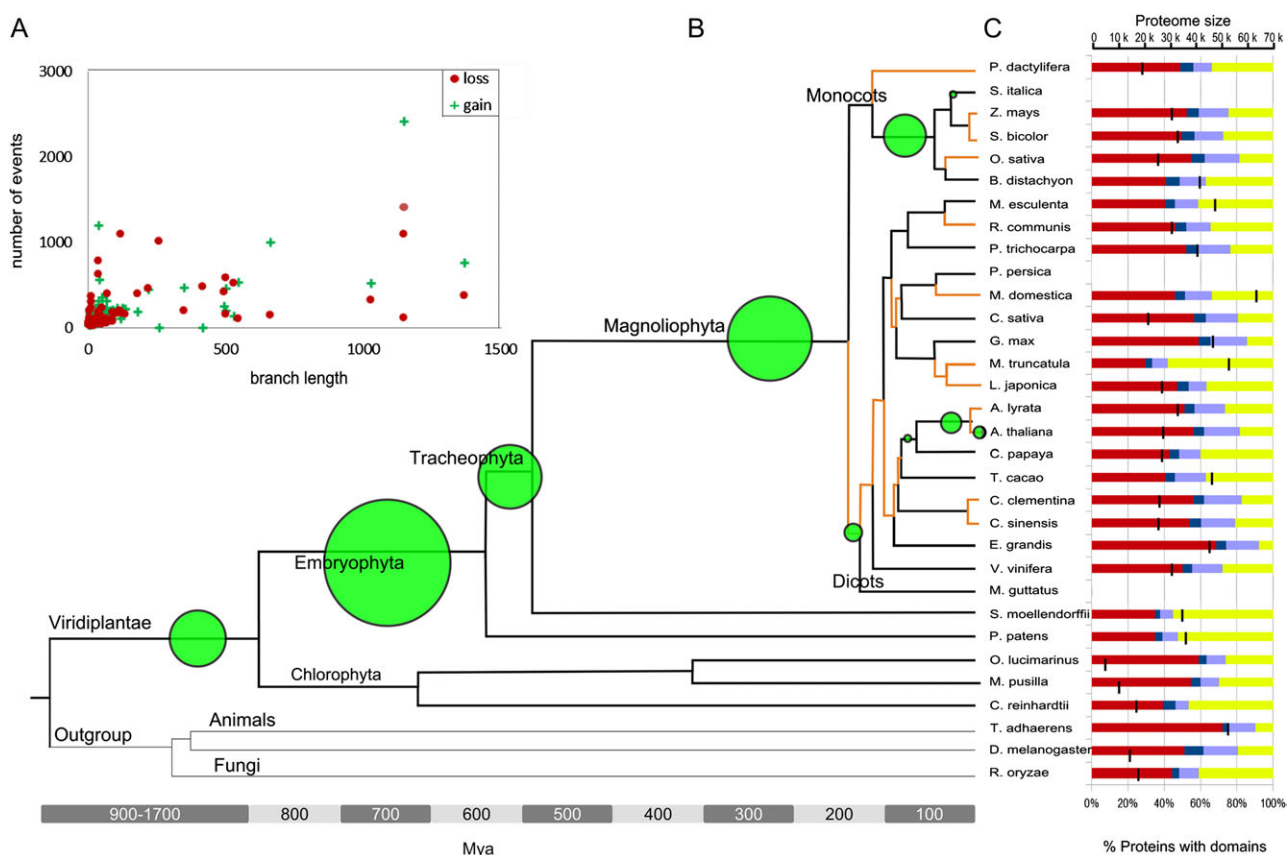 A
B
C
Proteome size
0 10 k 20 k 30 k 40 k 50 k 60 k 70 k
number of events
3000
2000
1000
0
loss
gain
0 500 1000 1500
branch length
Monocots
Magnoliophyta
Tracheophyta
Embryophyta
Dicots
Viridiplantae
Chlorophyta
Outgroup
Animals
Fungi
P. dactylifera
S. italica
Z. mays
S. bicolor
O. sativa
B. distachyon
M. esculenta
R. communis
P. trichocarpa
P. persica
M. domestica
C. sativa
G. max
M. truncatula
L. japonica
A. lyrata
A. thaliana
C. papaya
T. cacao
C. clementina
C. sinensis
E. grandis
V. vinifera
M. guttatus
S. moellendorffii
P. patens
O. lucimarinus
M. pusilla
C. reinhardtii
T. adhaerens
D. melanogaster
R. oryzae
900-1700 800 700 600 500 400 300 200 100
Mya
0% 20% 40% 60% 80% 100%
% Proteins with domains